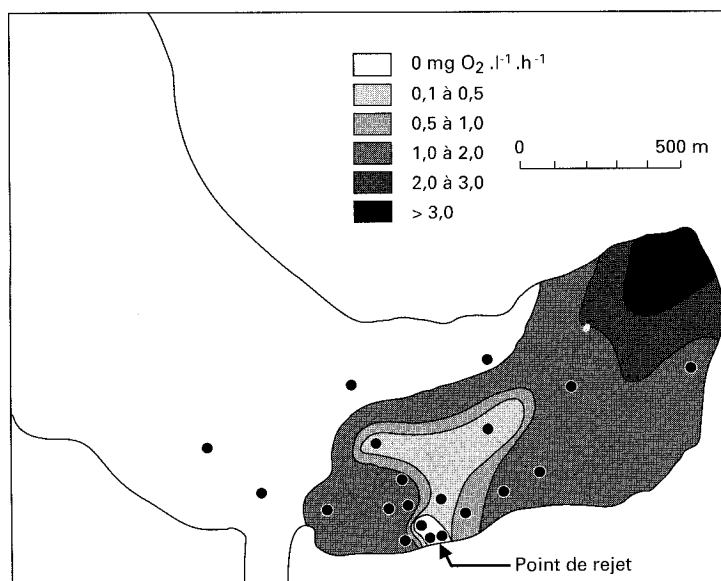 0 mg O₂ .l⁻¹.h⁻¹
0,1 à 0,5
0,5 à 1,0
1,0 à 2,0
2,0 à 3,0
> 3,0
0 500 m
Point de rejet